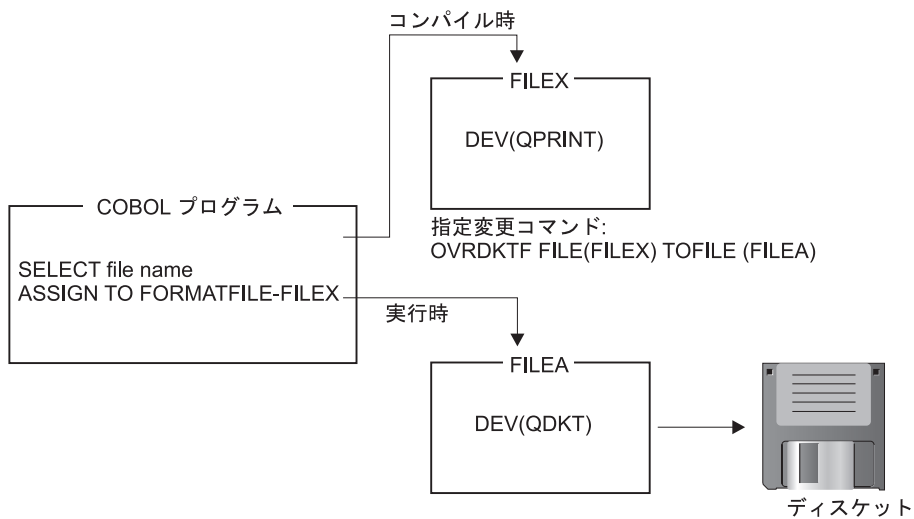 コンパイル時
FILEX
DEV(QPRINT)
COBOL プログラム
指定変更コマンド:
OVRDKTF FILE(FILEX) TOFILE (FILEA)
SELECT file name
ASSIGN TO FORMATFILE-FILEX
実行時
FILEA
DEV(QDKT)
ディスケット